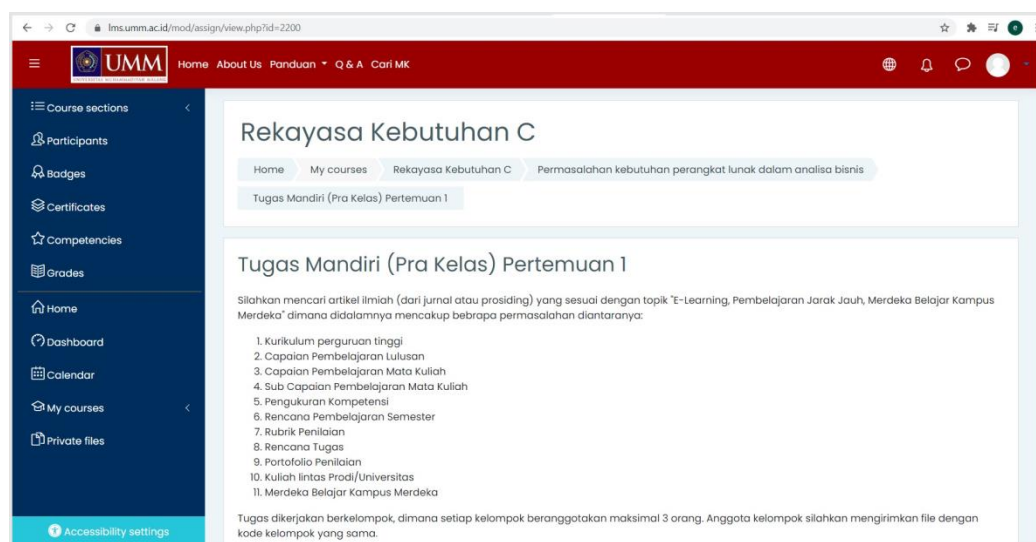 lms.umm.ac.id/mod/assign/view.php?id=2200
e
UMM
Home About Us Panduan Q & A Cari MK
Course sections
Participants
Badges
Certificates
Competencies
Grades
Home
Dashboard
Calendar
My courses
Private files
Accessibility settings
Rekayasa Kebutuhan C
Home My courses Rekayasa Kebutuhan C Permasalahan kebutuhan perangkat lunak dalam analisa bisnis
Tugas Mandiri (Pra Kelas) Pertemuan 1
Tugas Mandiri (Pra Kelas) Pertemuan 1
Silahkan mencari artikel ilmiah (dari jurnal atau prosiding) yang sesuai dengan topik "E-Learning, Pembelajaran Jarak Jauh, Merdeka Belajar Kampus
Merdeka" dimana didalamnya mencakup bebrapa permasalahan diantaranya:
1. Kurikulum perguruan tinggi
2. Capaian Pembelajaran Lulusan
3. Capaian Pembelajaran Mata Kuliah
4. Sub Capaian Pembelajaran Mata Kuliah
5. Pengukuran Kompetensi
6. Rencana Pembelajaran Semester
7. Rubrik Penilaian
8. Rencana Tugas
9. Portofolio Penilaian
10. Kuliah lintas Prodi/Universitas
11. Merdeka Belajar Kampus Merdeka
Tugas dikerjakan berkelompok, dimana setiap kelompok beranggotakan maksimal 3 orang. Anggota kelompok silahkan mengirimkan file dengan
kode kelompok yang sama.